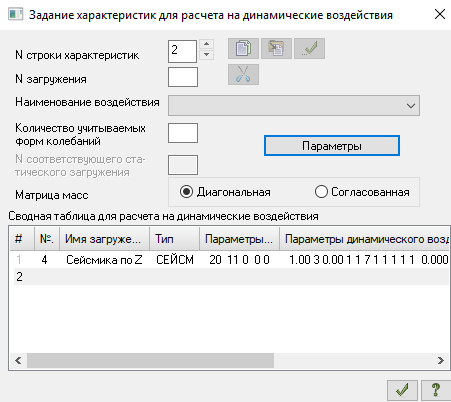 Задание характеристик для расчета на динамические воздействия
N строки характеристик 2
N загружения
Наименование воздействия
Количество учитываемых
форм колебаний
Параметры
N соответствующего ста-
тического загружения
Матрица масс Диагональная Согласованная
Сводная таблица для расчета на динамические воздействия
# №. Имя загруже... Тип Параметры... Параметры динамического возд
1 4 Сейсмика по Z СЕЙСМ 20 11 0 0 0 1.00 3 0.00 1 1 7 1 1 1 1 1 0.000
2
?